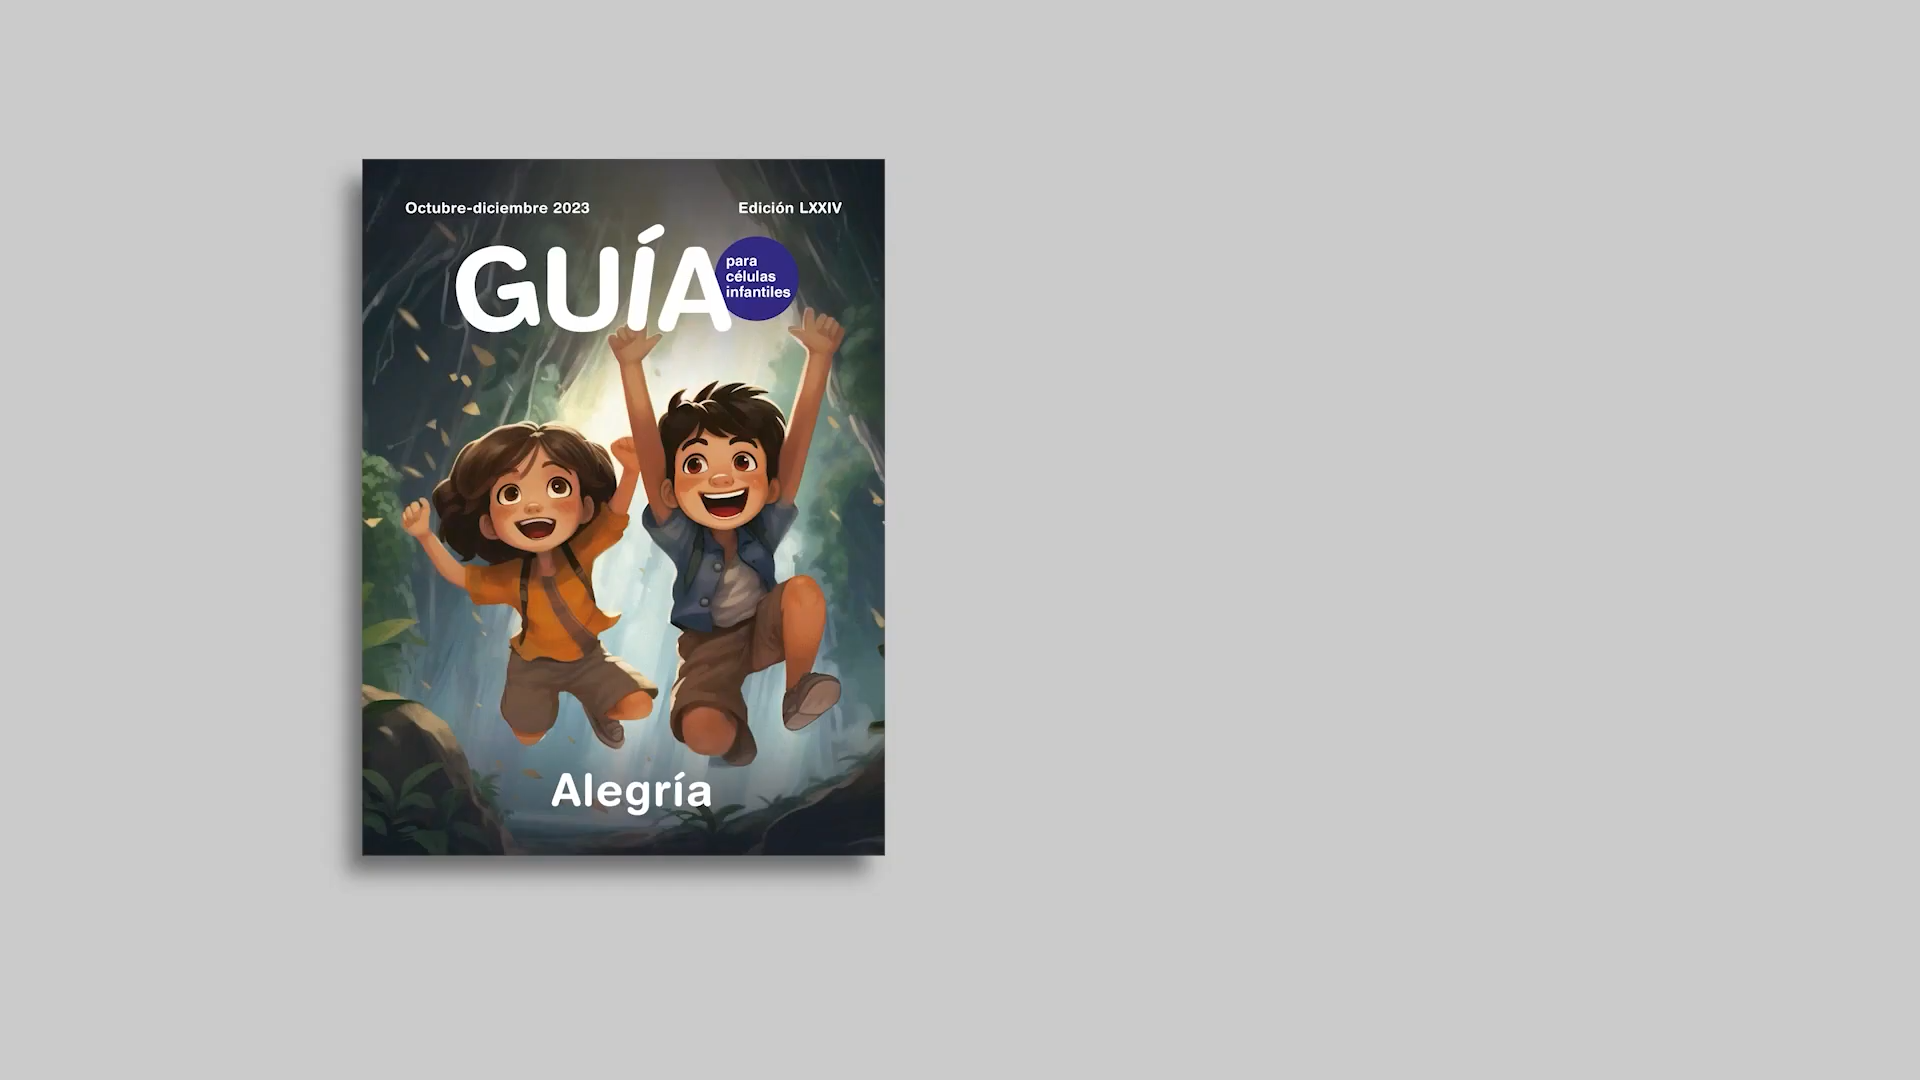 Octubre-diciembre 2023
Edición LXXIV
GUÍA
para
células
infantiles
Alegría